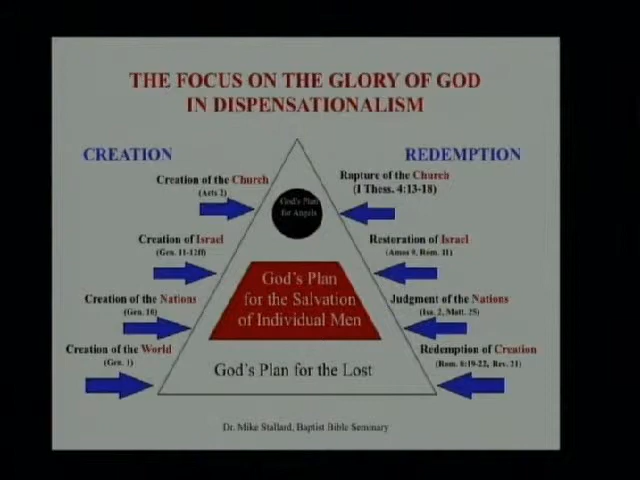 THE FOCUS ON THE GLORY OF GOD
IN DISPENSATIONALISM
CREATION
REDEMPTION
Creation of the Church
(Acts 2)
Rapture of the Church
(I Thess. 4:13-18)
God's Plan
for Angels
Creation of Israel
(Gen. 11-12ff)
Restoration of Israel
(Amos 9, Rom. 11)
God's Plan
for the Salvation
of Individual Men
Creation of the Nations
(Gen. 10)
Judgment of the Nations
(Isa. 2, Matt. 25)
Creation of the World
(Gen. 1)
Redemption of Creation
(Rom. 8:19-22, Rev. 21)
God's Plan for the Lost
Dr. Mike Stallard, Baptist Bible Seminary